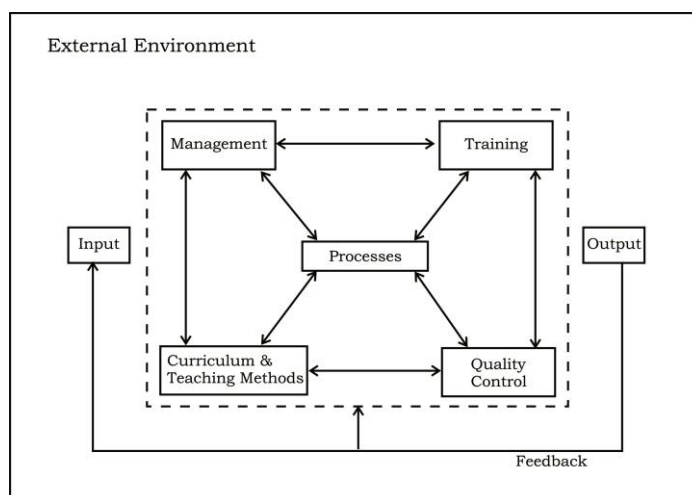 External Environment
Management
Training
Input
Processes
Output
Curriculum &
Teaching Methods
Quality
Control
Feedback